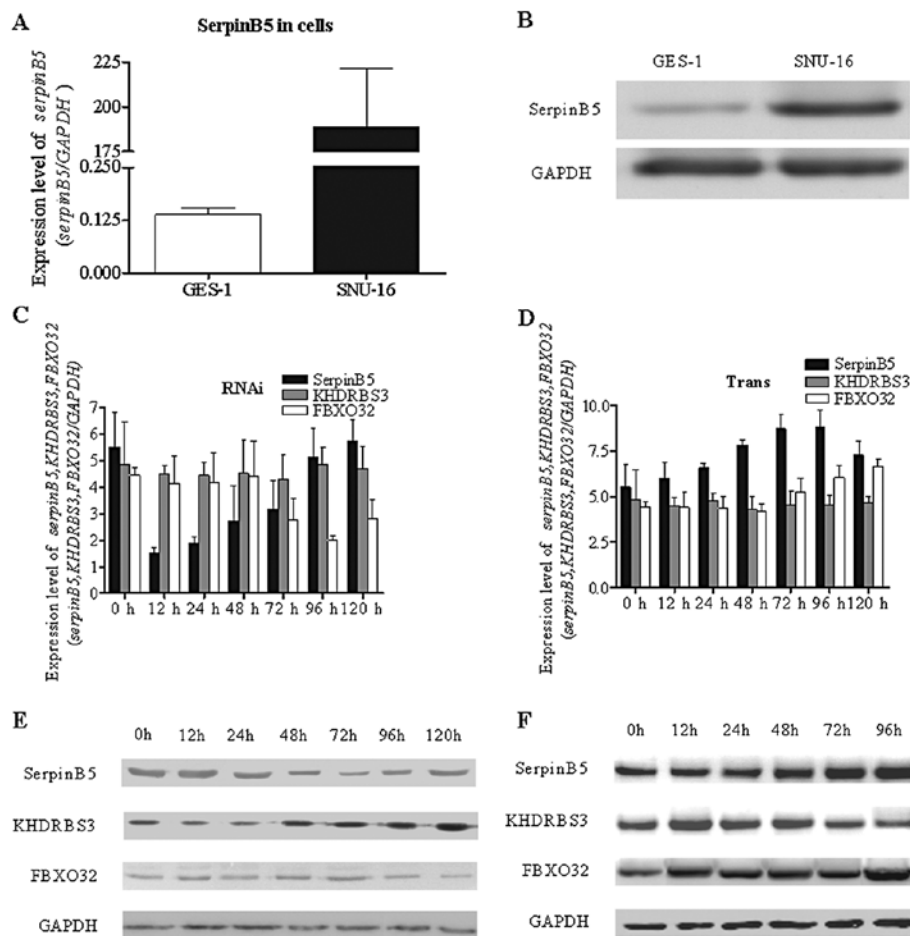 A
SerpinB5 in cells
Expression level of serpinB5
(serpinB5/GAPDH)
225
175
0.250
0.125
0.000
GES-1
SNU-16
B
GES-1
SNU-16
SerpinB5
GAPDH
C
RNAi
SerpinB5
KHDRBS3
FBXO32
Expression level of serpinB5,KHDRBS3,FBXO32
(serpinB5,KHDRBS3,FBXO32/GAPDH)
7
6
5
4
3
2
1
0
0 h 12 h 24 h 48 h 72 h 96 h 120 h
D
Trans
SerpinB5
KHDRBS3
FBXO32
Expression level of serpinB5,KHDRBS3,FBXO32
(serpinB5,KHDRBS3,FBXO32/GAPDH)
10.0
7.5
5.0
2.5
0.0
0 h 12 h 24 h 48 h 72 h 96 h 120 h
E
0h 12h 24h 48h 72h 96h 120h
SerpinB5
KHDRBS3
FBXO32
GAPDH
F
0h 12h 24h 48h 72h 96h
SerpinB5
KHDRBS3
FBXO32
GAPDH